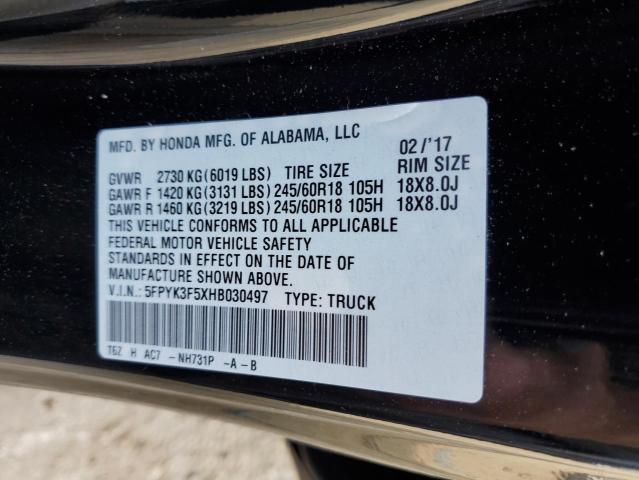 MFD. BY HONDA MFG. OF ALABAMA, LLC 02/'17
GVWR 2730 KG(6019 LBS) TIRE SIZE RIM SIZE
GAWR F 1420 KG(3131 LBS) 245/60R18 105H 18X8.0J
GAWR R 1460 KG(3219 LBS) 245/60R18 105H 18X8.0J
THIS VEHICLE CONFORMS TO ALL APPLICABLE
FEDERAL MOTOR VEHICLE SAFETY
STANDARDS IN EFFECT ON THE DATE OF
MANUFACTURE SHOWN ABOVE.
V.I.N.: 5FPYK3F5XHB030497 TYPE: TRUCK
T6Z H AC7 -NH731P -A-B